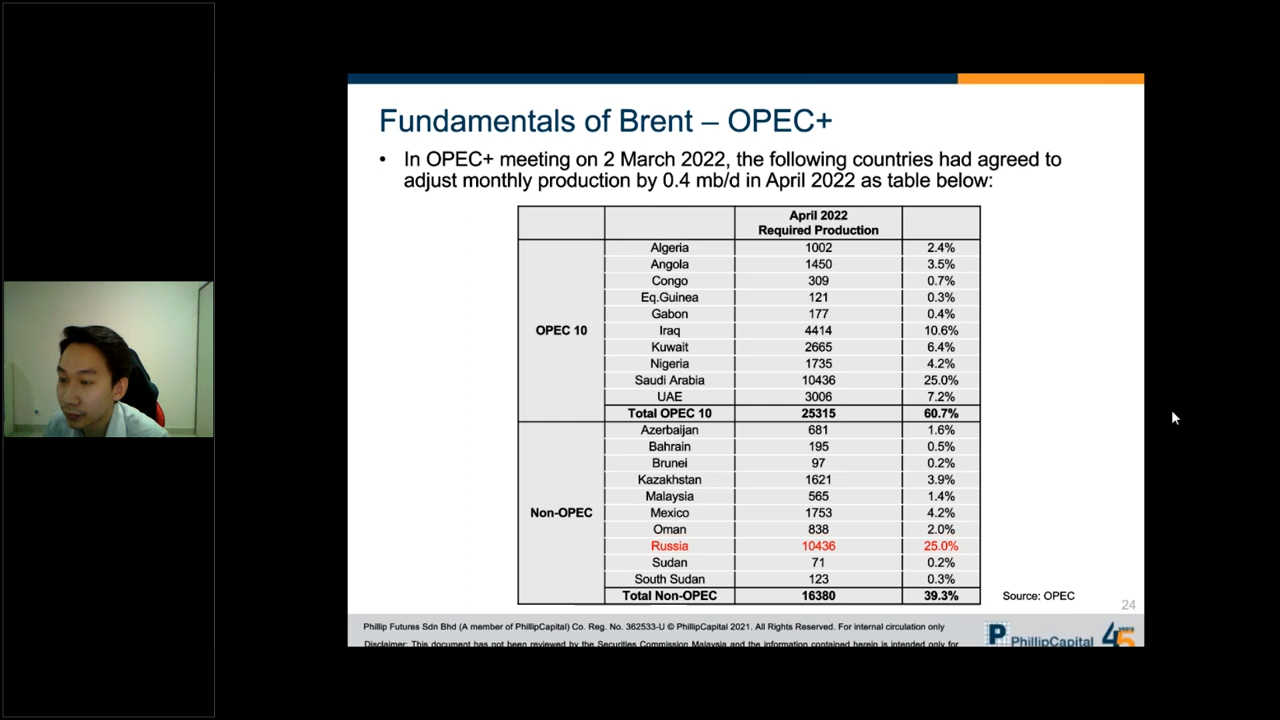 Fundamentals of Brent – OPEC+
• In OPEC+ meeting on 2 March 2022, the following countries had agreed to
adjust monthly production by 0.4 mb/d in April 2022 as table below:
April 2022
Required Production
OPEC 10
Algeria 1002 2.4%
Angola 1450 3.5%
Congo 309 0.7%
Eq.Guinea 121 0.3%
Gabon 177 0.4%
Iraq 4414 10.6%
Kuwait 2665 6.4%
Nigeria 1735 4.2%
Saudi Arabia 10436 25.0%
UAE 3006 7.2%
Total OPEC 10 25315 60.7%
Non-OPEC
Azerbaijan 681 1.6%
Bahrain 195 0.5%
Brunei 97 0.2%
Kazakhstan 1621 3.9%
Malaysia 565 1.4%
Mexico 1753 4.2%
Oman 838 2.0%
Russia 10436 25.0%
Sudan 71 0.2%
South Sudan 123 0.3%
Total Non-OPEC 16380 39.3%
Source: OPEC
24
Phillip Futures Sdn Bhd (A member of PhillipCapital) Co. Reg. No. 362533-U © PhillipCapital 2021. All Rights Reserved. For internal circulation only
Disclaimer: This document has not been reviewed by the Securities Commission Malaysia and the information contained herein is intended only for
P PhillipCapital 45 years